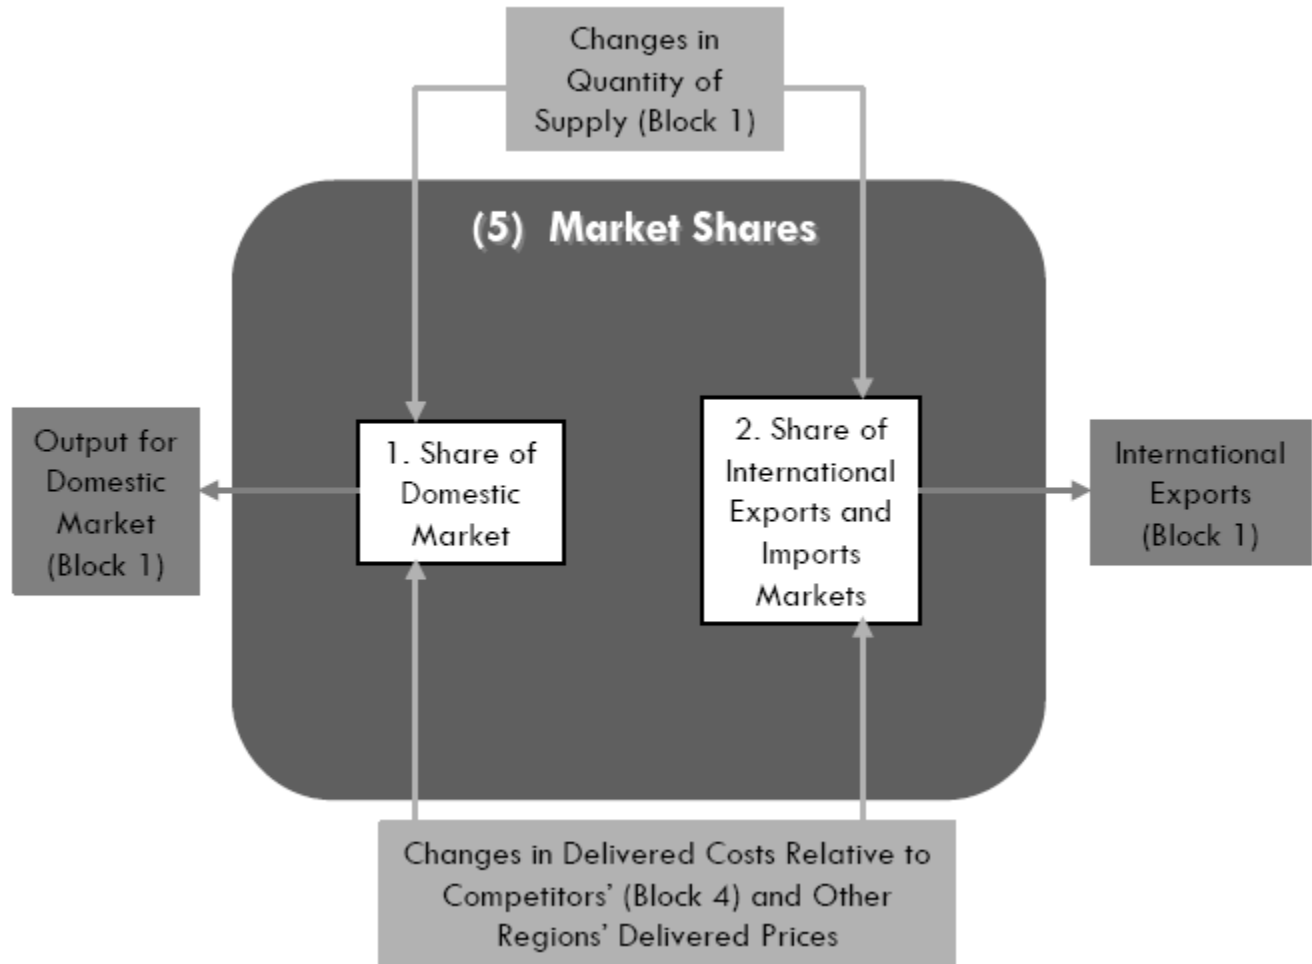 Changes in
Quantity of
Supply (Block 1)
(5) Market Shares
Output for
Domestic
Market
(Block 1)
1. Share of
Domestic
Market
2. Share of
International
Exports and
Imports
Markets
International
Exports
(Block 1)
Changes in Delivered Costs Relative to
Competitors’ (Block 4) and Other
Regions’ Delivered Prices